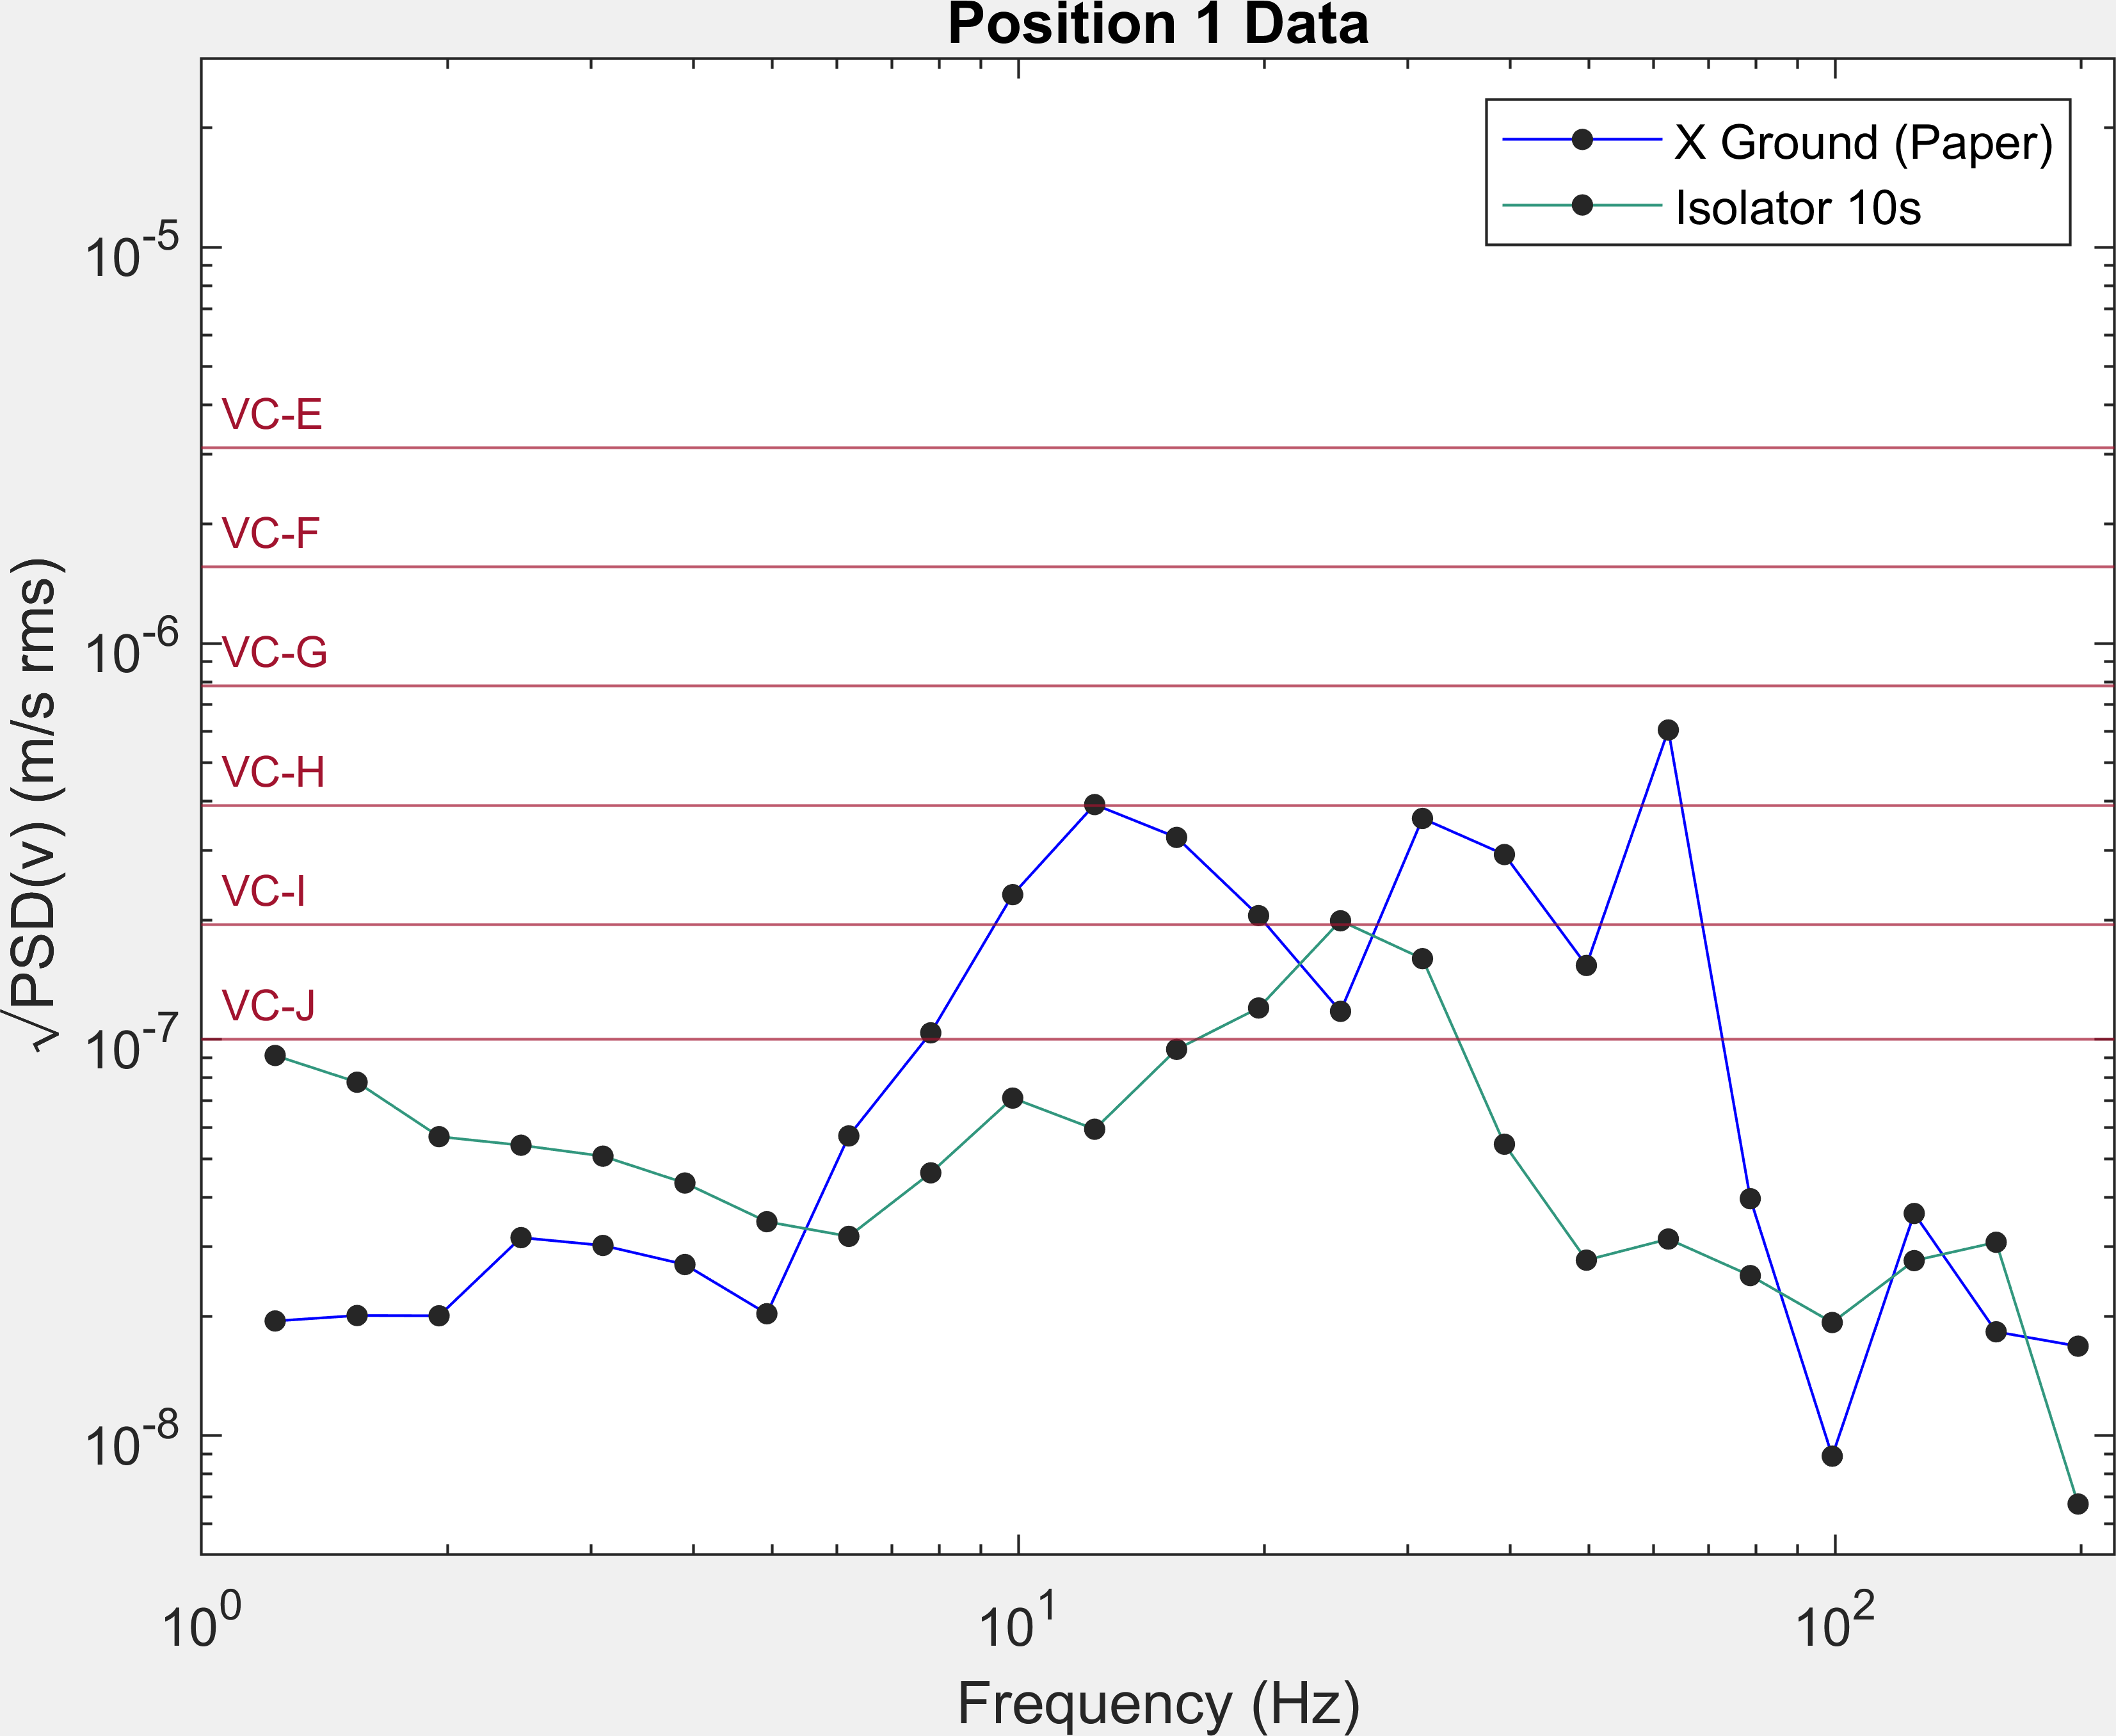 Position 1 Data
X Ground (Paper)
Isolator 10s
10^-5
VC-E
VC-F
10^-6
VC-G
VC-H
VC-I
VC-J
10^-7
10^-8
√PSD(v) (m/s rms)
10^0
10^1
10^2
Frequency (Hz)